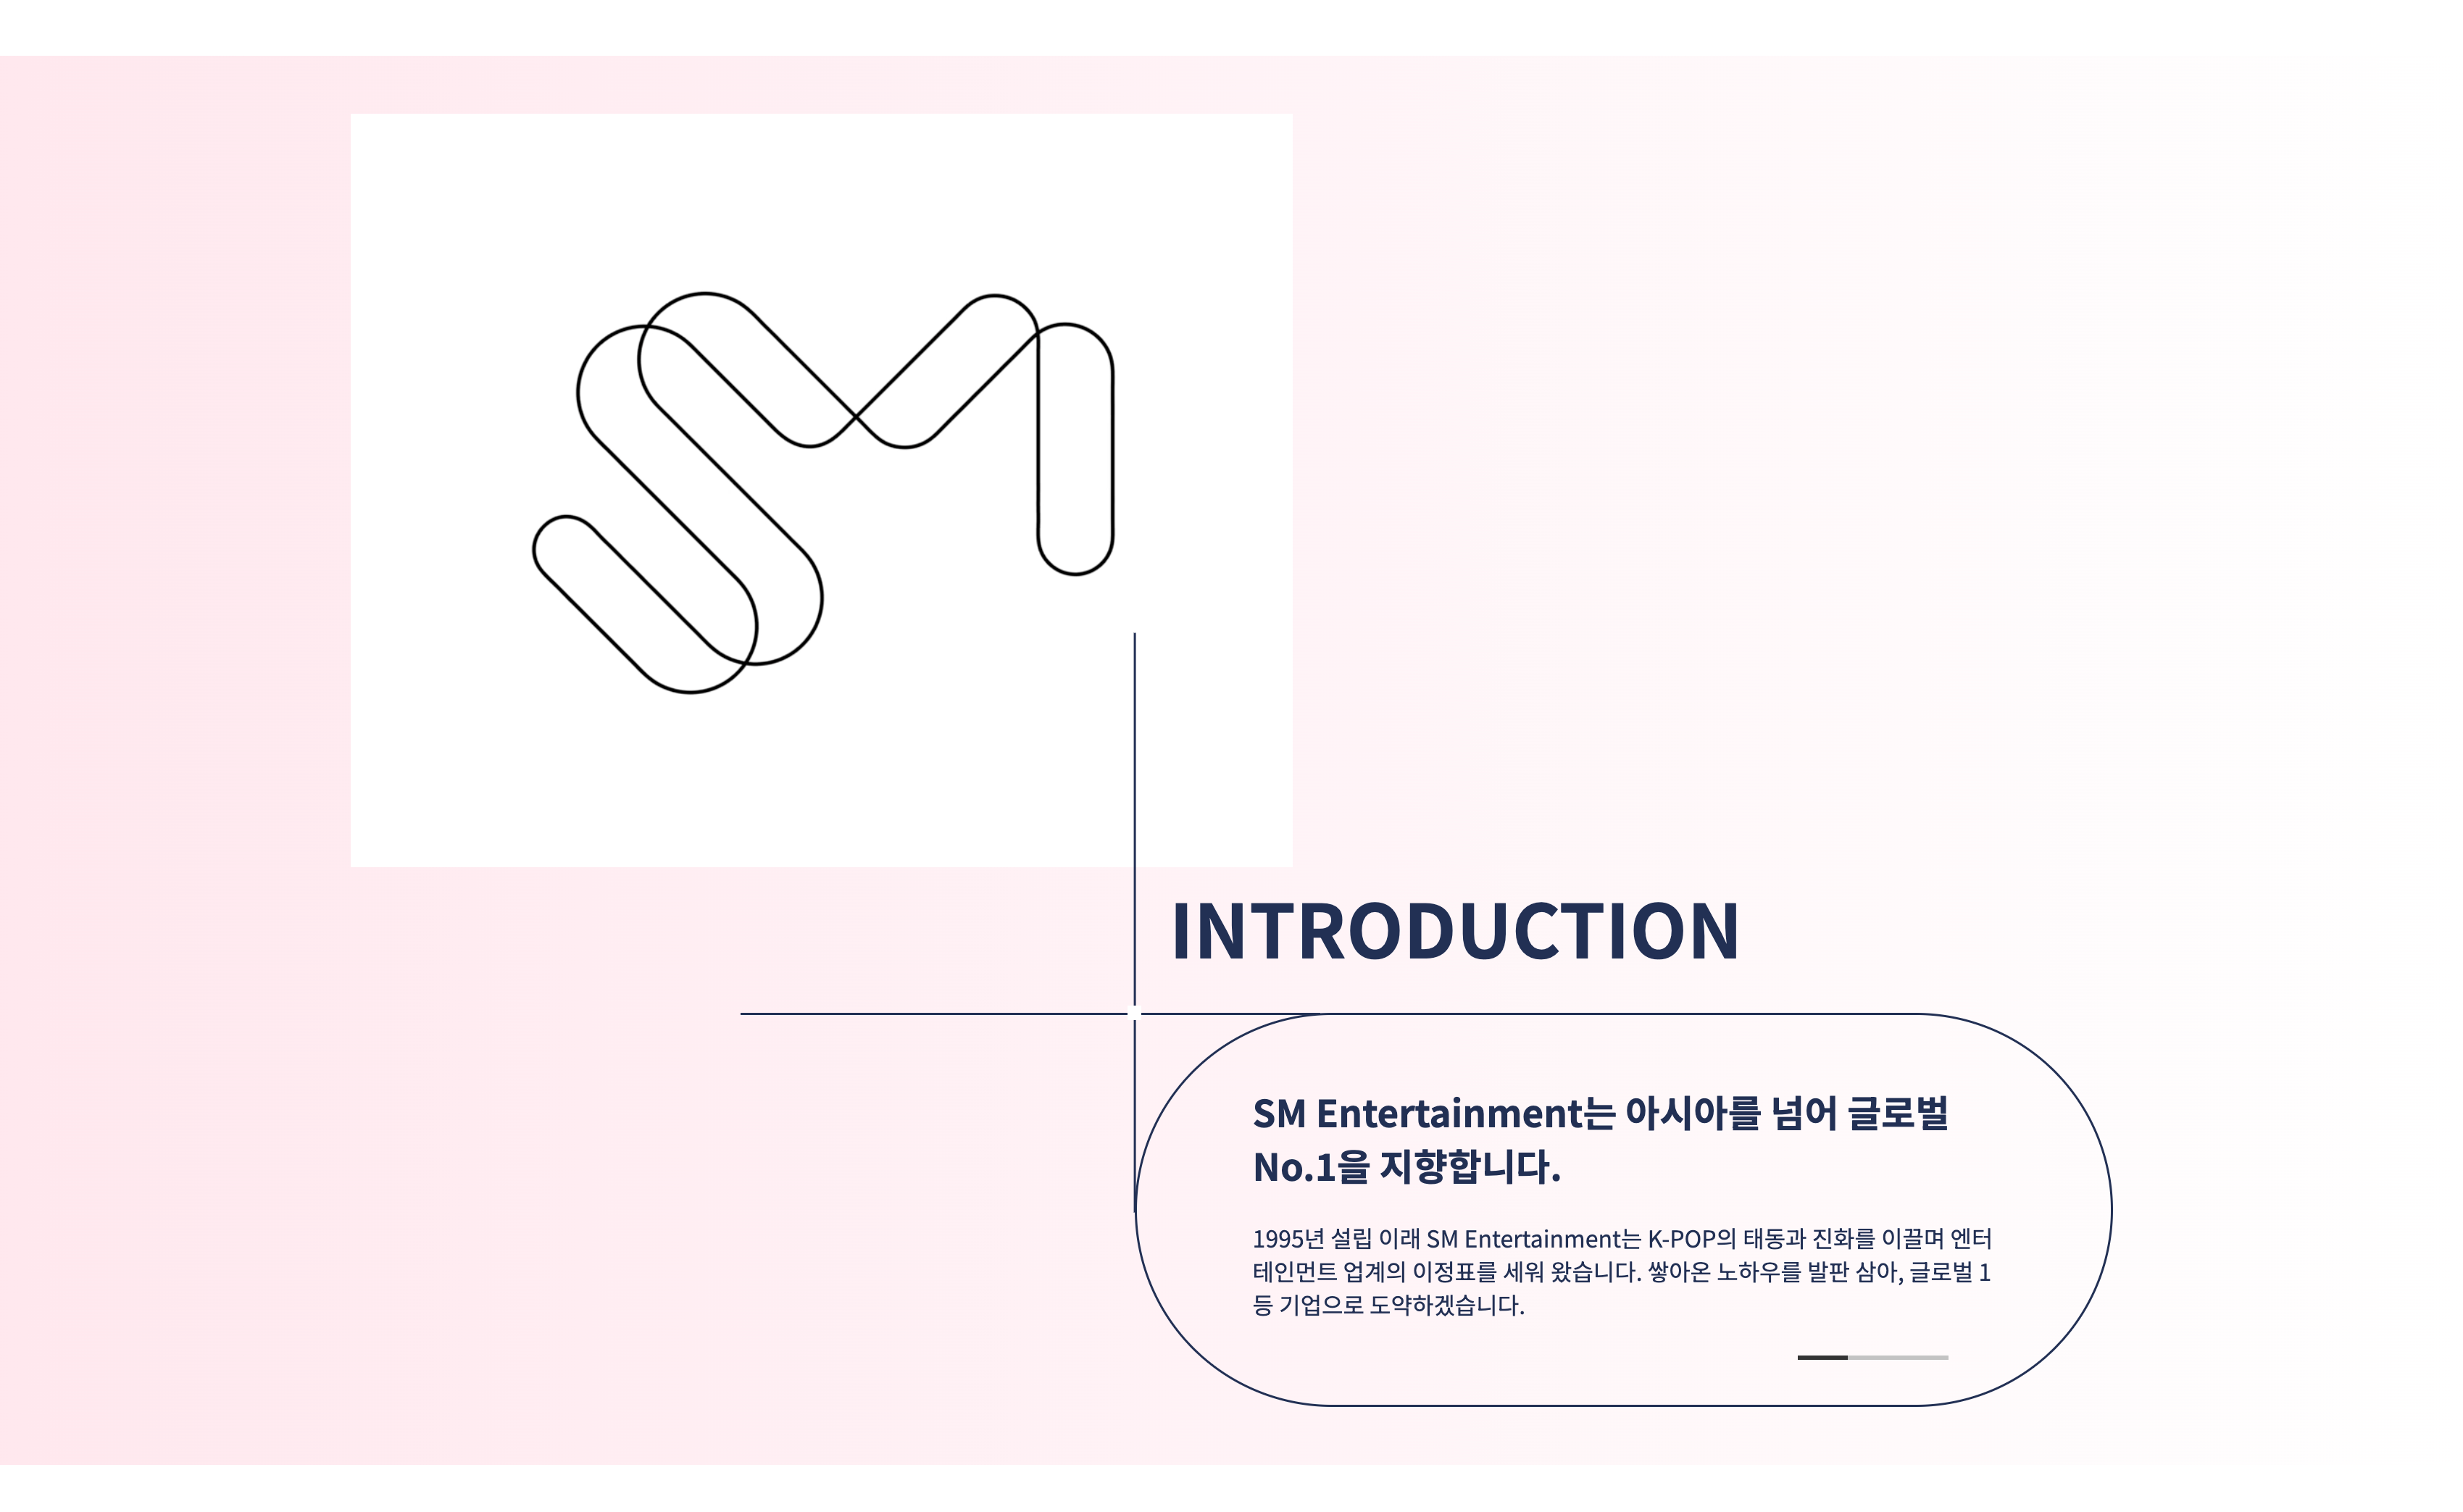 SM
INTRODUCTION
SM Entertainment는 아시아를 넘어 글로벌
No.1을 지향합니다.
1995년 설립 이래 SM Entertainment는 K-POP의 태동과 진화를 이끌며 엔터
테인먼트 업계의 이정표를 세워 왔습니다. 쌓아온 노하우를 발판 삼아, 글로벌 1
등 기업으로 도약하겠습니다.